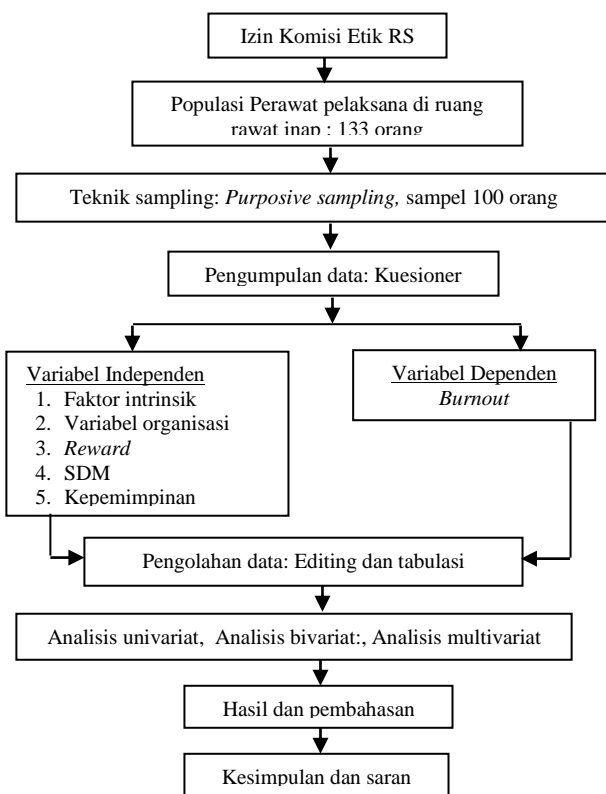 Izin Komisi Etik RS
Populasi Perawat pelaksana di ruang
rawat inap : 133 orang
Teknik sampling: Purposive sampling, sampel 100 orang
Pengumpulan data: Kuesioner
Variabel Independen
1. Faktor intrinsik
2. Variabel organisasi
3. Reward
4. SDM
5. Kepemimpinan
Variabel Dependen
Burnout
Pengolahan data: Editing dan tabulasi
Analisis univariat, Analisis bivariat:, Analisis multivariat
Hasil dan pembahasan
Kesimpulan dan saran